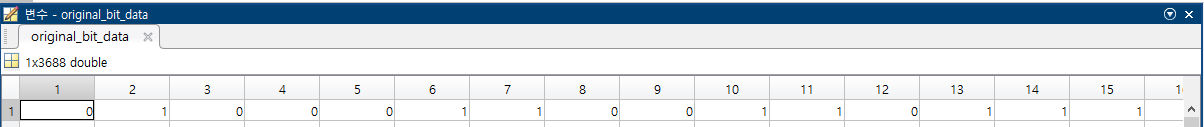 변수 - original_bit_data
original_bit_data
1x3688 double
1 2 3 4 5 6 7 8 9 10 11 12 13 14 15
1 0 1 0 0 0 1 1 0 0 1 1 0 1 1 1